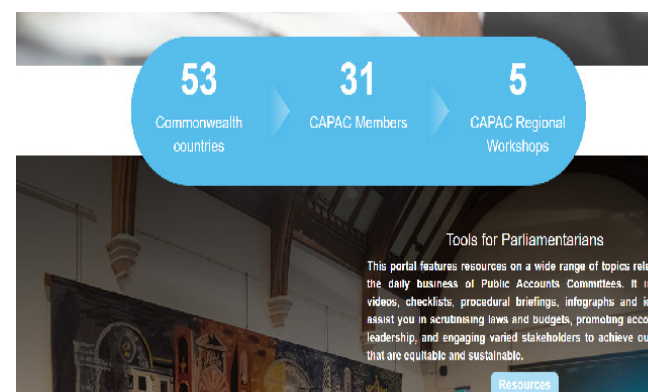 53
Commonwealth
countries
31
CAPAC Members
5
CAPAC Regional
Workshops
Tools for Parliamentarians
This portal features resources on a wide range of topics
the daily business of Public Accounts Committees. It
videos, checklists, procedural briefings, infographs and
assist you in scrutinising laws and budgets, promoting
leadership, and engaging varied stakeholders to achieve
that are equitable and sustainable.
Resources